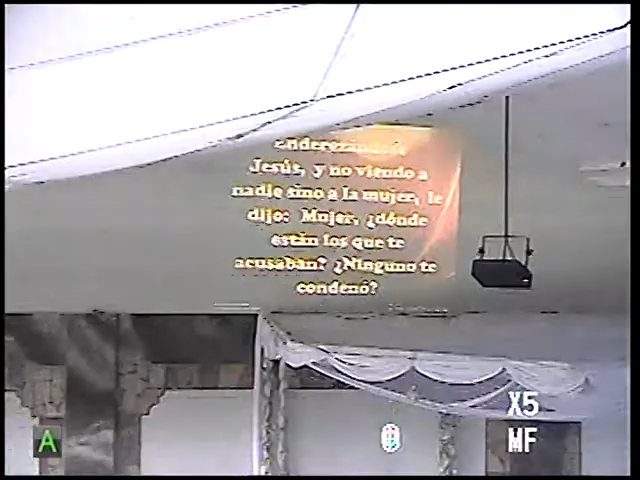 Enderezándose
Jesús, y no viendo a
nadie sino a la mujer, le
dijo: Mujer, ¿dónde
están los que te
acusaban? ¿Ninguno te
condenó?
X5
MF
A